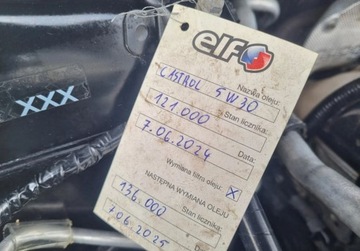 XXX
elf
CASTROL 5W30
Nazwa oleju:
121.000
Stan licznika:
7.06.2024
Data:
Wymiana filtra oleju: X
NASTĘPNA WYMIANA OLEJU
136.000
Stan licznika:
7.06.2025